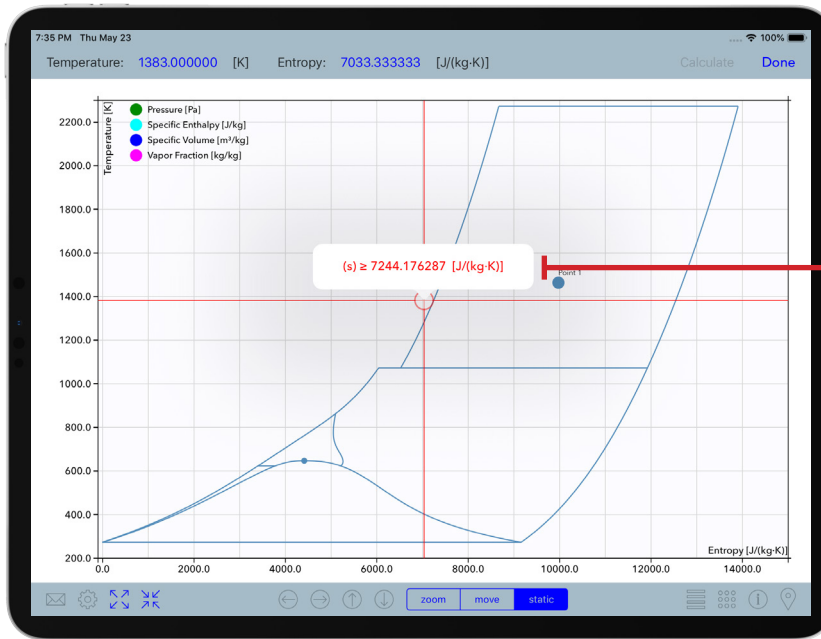 7:35 PM Thu May 23
100%
Temperature: 1383.000000 [K] Entropy: 7033.333333 [J/(kg·K)]
Calculate Done
Temperature [K]
Pressure [Pa]
Specific Enthalpy [J/kg]
Specific Volume [m³/kg]
Vapor Fraction [kg/kg]
2200.0
2000.0
1800.0
1600.0
1400.0
1200.0
1000.0
800.0
600.0
400.0
200.0
(s) ≥ 7244.176287 [J/(kg·K)]
Point 1
Entropy [J/(kg·K)]
0.0 2000.0 4000.0 6000.0 8000.0 10000.0 12000.0 14000.0
zoom move static